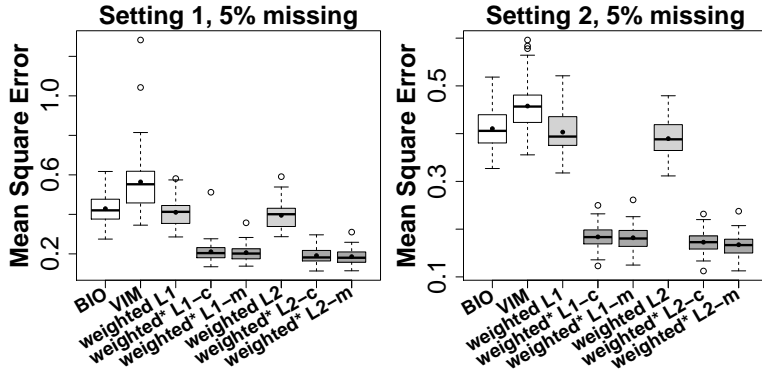 Setting 1, 5% missing
Mean Square Error
1.0
0.6
0.2
BIO
VIM
weighted L1
weighted* L1−c
weighted* L1−m
weighted L2
weighted* L2−c
weighted* L2−m
Setting 2, 5% missing
Mean Square Error
0.5
0.3
0.1
BIO
VIM
weighted L1
weighted* L1−c
weighted* L1−m
weighted L2
weighted* L2−c
weighted* L2−m